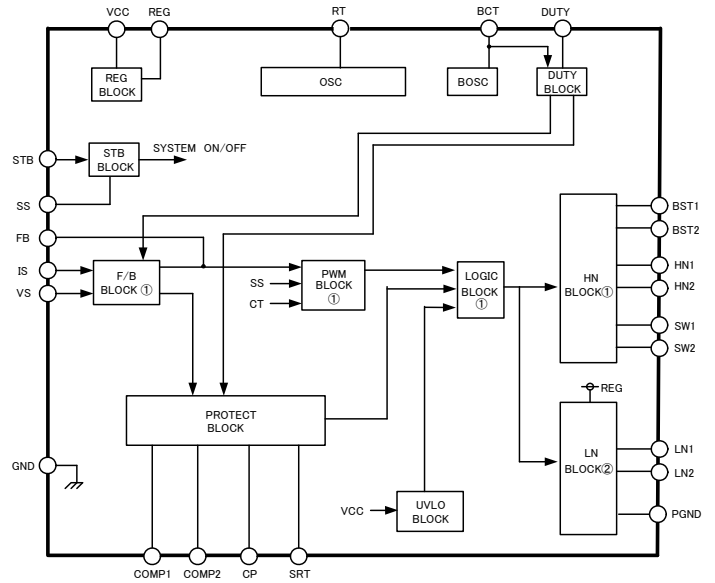 VCC REG RT BCT DUTY
REG
BLOCK
OSC
BOSC
DUTY
BLOCK
STB
STB
BLOCK
SYSTEM ON/OFF
SS
FB
IS
VS
F/B
BLOCK ①
SS
CT
PWM
BLOCK
①
LOGIC
BLOCK
①
HN
BLOCK①
BST1
BST2
HN1
HN2
SW1
SW2
REG
LN
BLOCK②
LN1
LN2
PGND
PROTECT
BLOCK
GND
VCC
UVLO
BLOCK
COMP1 COMP2 CP SRT